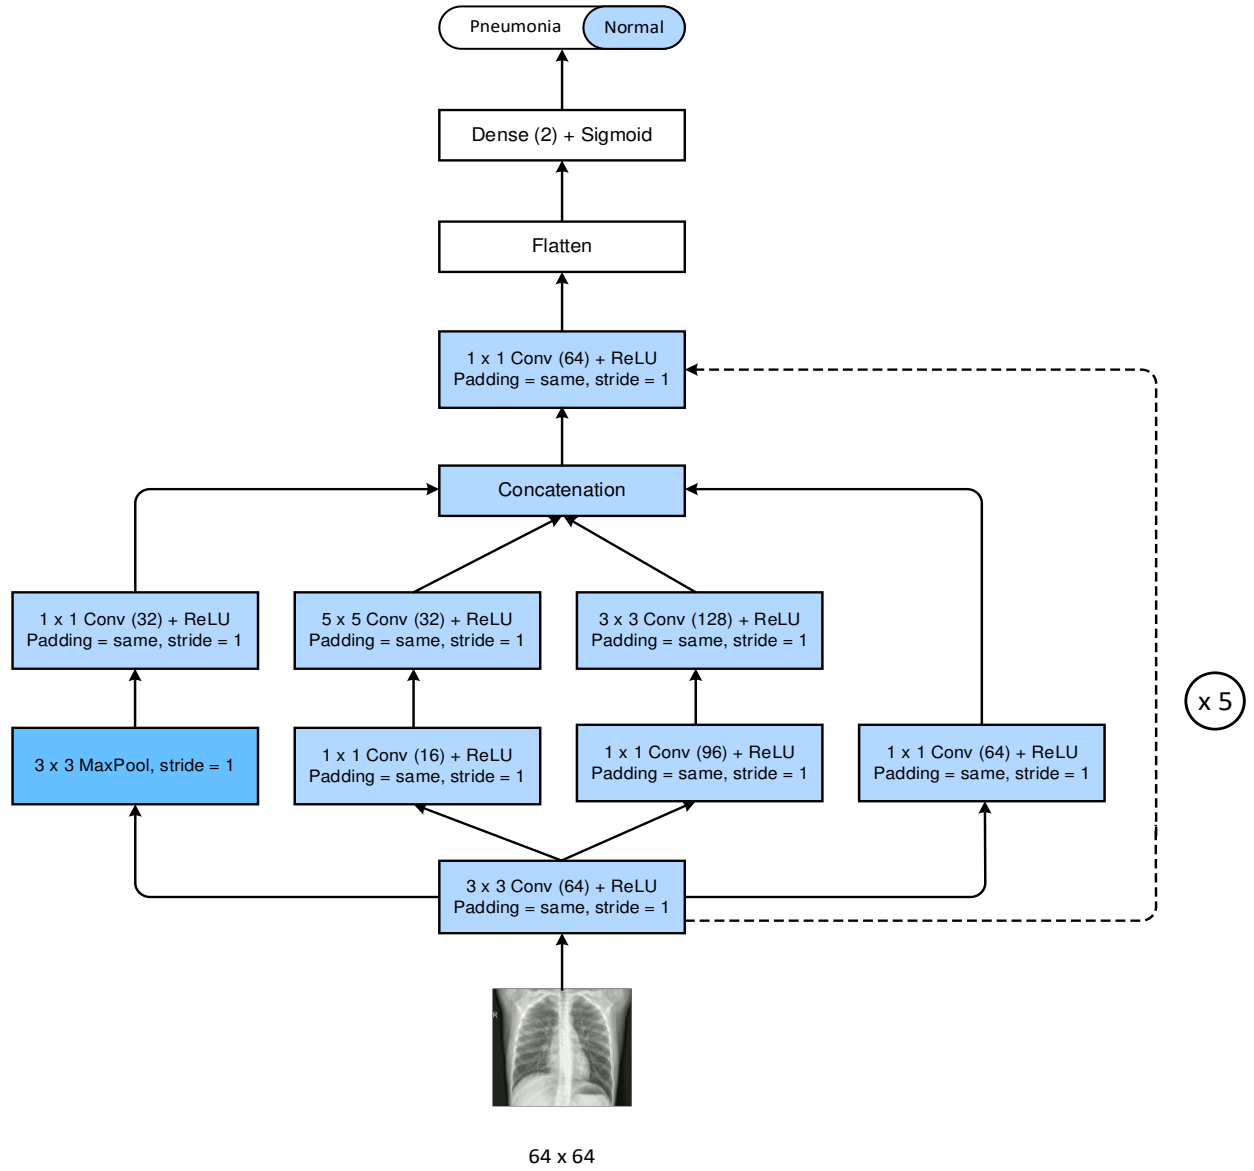 Pneumonia
Normal
Dense (2) + Sigmoid
Flatten
1 x 1 Conv (64) + ReLU
Padding = same, stride = 1
Concatenation
1 x 1 Conv (32) + ReLU
Padding = same, stride = 1
5 x 5 Conv (32) + ReLU
Padding = same, stride = 1
3 x 3 Conv (128) + ReLU
Padding = same, stride = 1
x 5
3 x 3 MaxPool, stride = 1
1 x 1 Conv (16) + ReLU
Padding = same, stride = 1
1 x 1 Conv (96) + ReLU
Padding = same, stride = 1
1 x 1 Conv (64) + ReLU
Padding = same, stride = 1
3 x 3 Conv (64) + ReLU
Padding = same, stride = 1
R
64 x 64